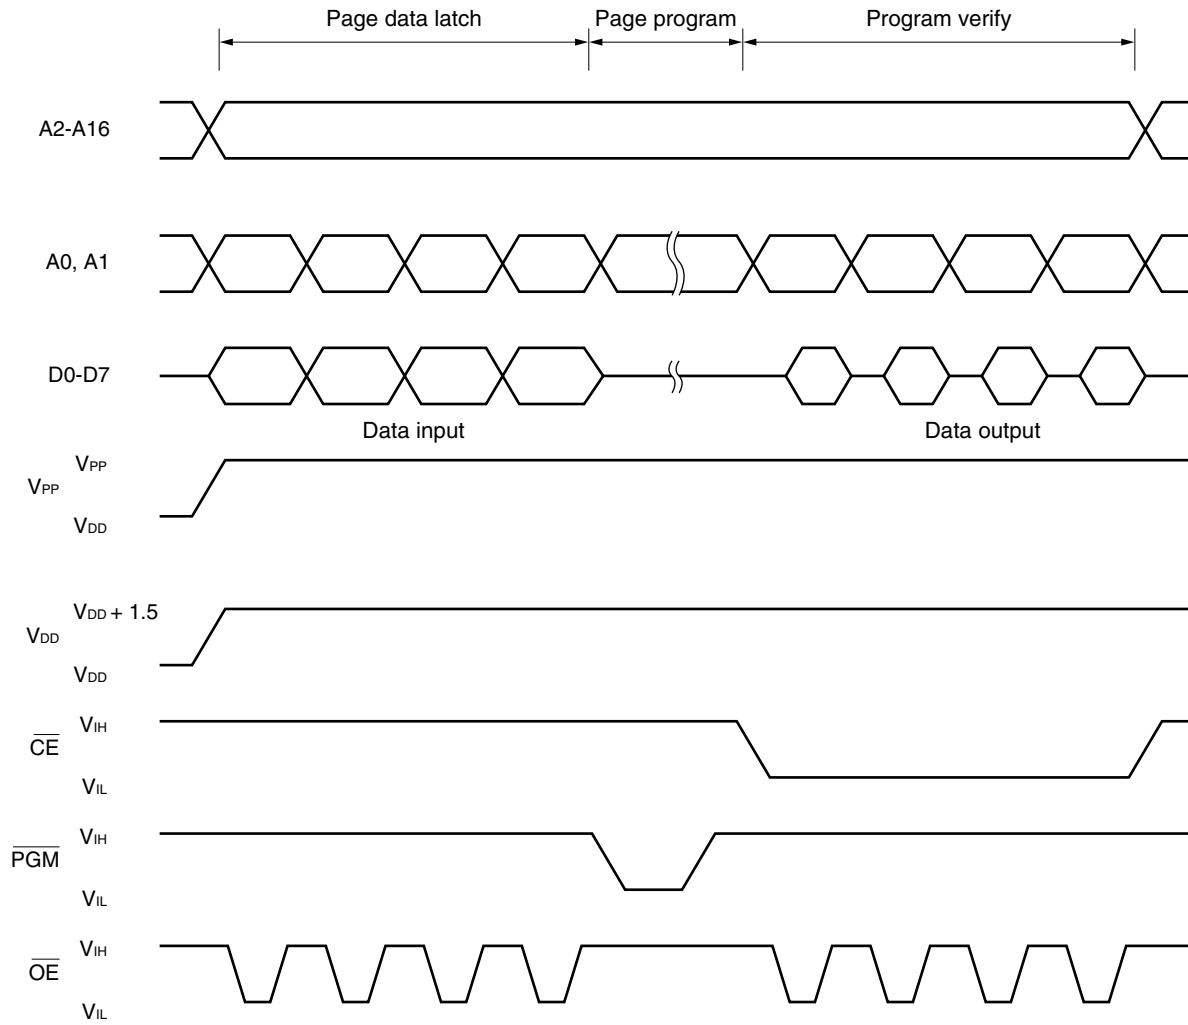 Page data latch Page program Program verify
A2-A16
A0, A1
D0-D7
Data input Data output
VPP
VPP
VDD
VDD + 1.5
VDD
VDD
VIH
CE
VIL
VIH
PGM
VIL
VIH
OE
VIL